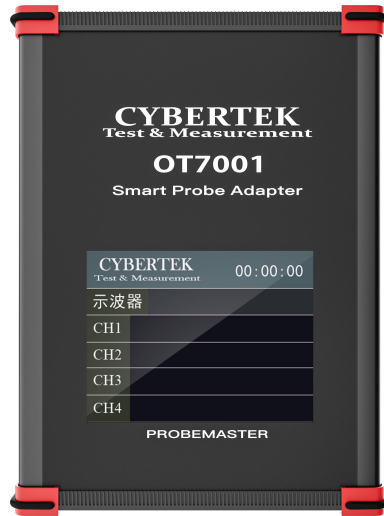 CYBERTEK
Test & Measurement
OT7001
Smart Probe Adapter
CYBERTEK
Test & Measurement
00:00:00
示波器
CH1
CH2
CH3
CH4
PROBEMASTER